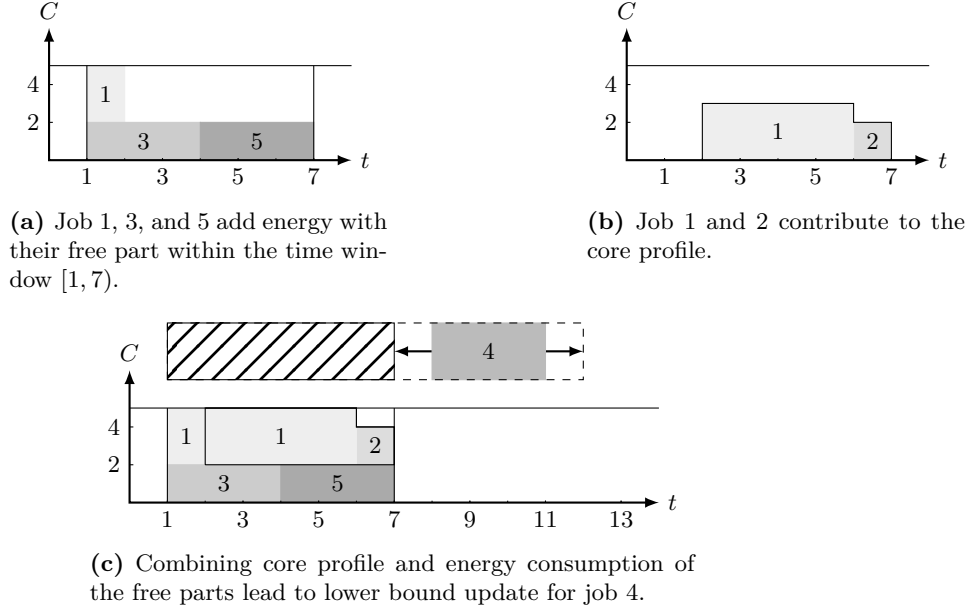 C
4
2
1
3
5
1 3 5 7
t
(a) Job 1, 3, and 5 add energy with
their free part within the time win-
dow [1, 7).
C
4
2
1
2
1 3 5 7
t
(b) Job 1 and 2 contribute to the
core profile.
4
C
4
2
1
1
2
3
5
1 3 5 7 9 11 13
t
(c) Combining core profile and energy consumption of
the free parts lead to lower bound update for job 4.